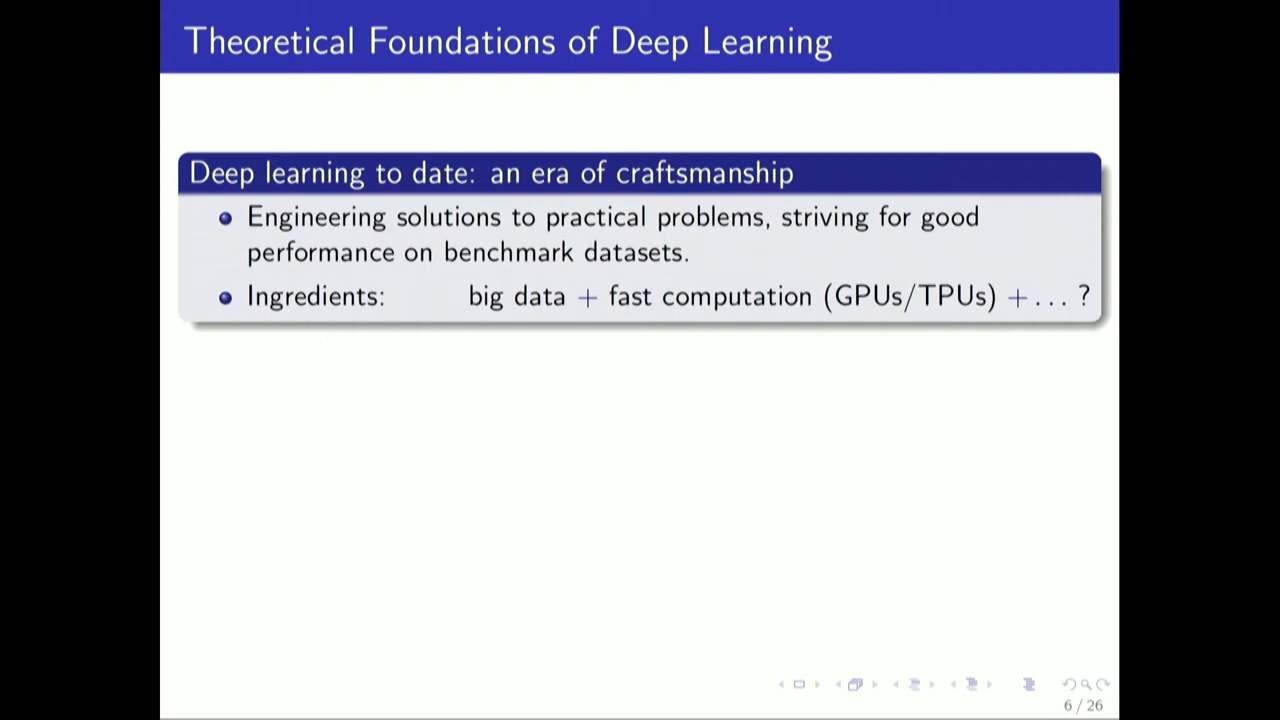 Theoretical Foundations of Deep Learning
Deep learning to date: an era of craftsmanship
Engineering solutions to practical problems, striving for good
performance on benchmark datasets.
Ingredients: big data + fast computation (GPUs/TPUs) + ... ?
6 / 26